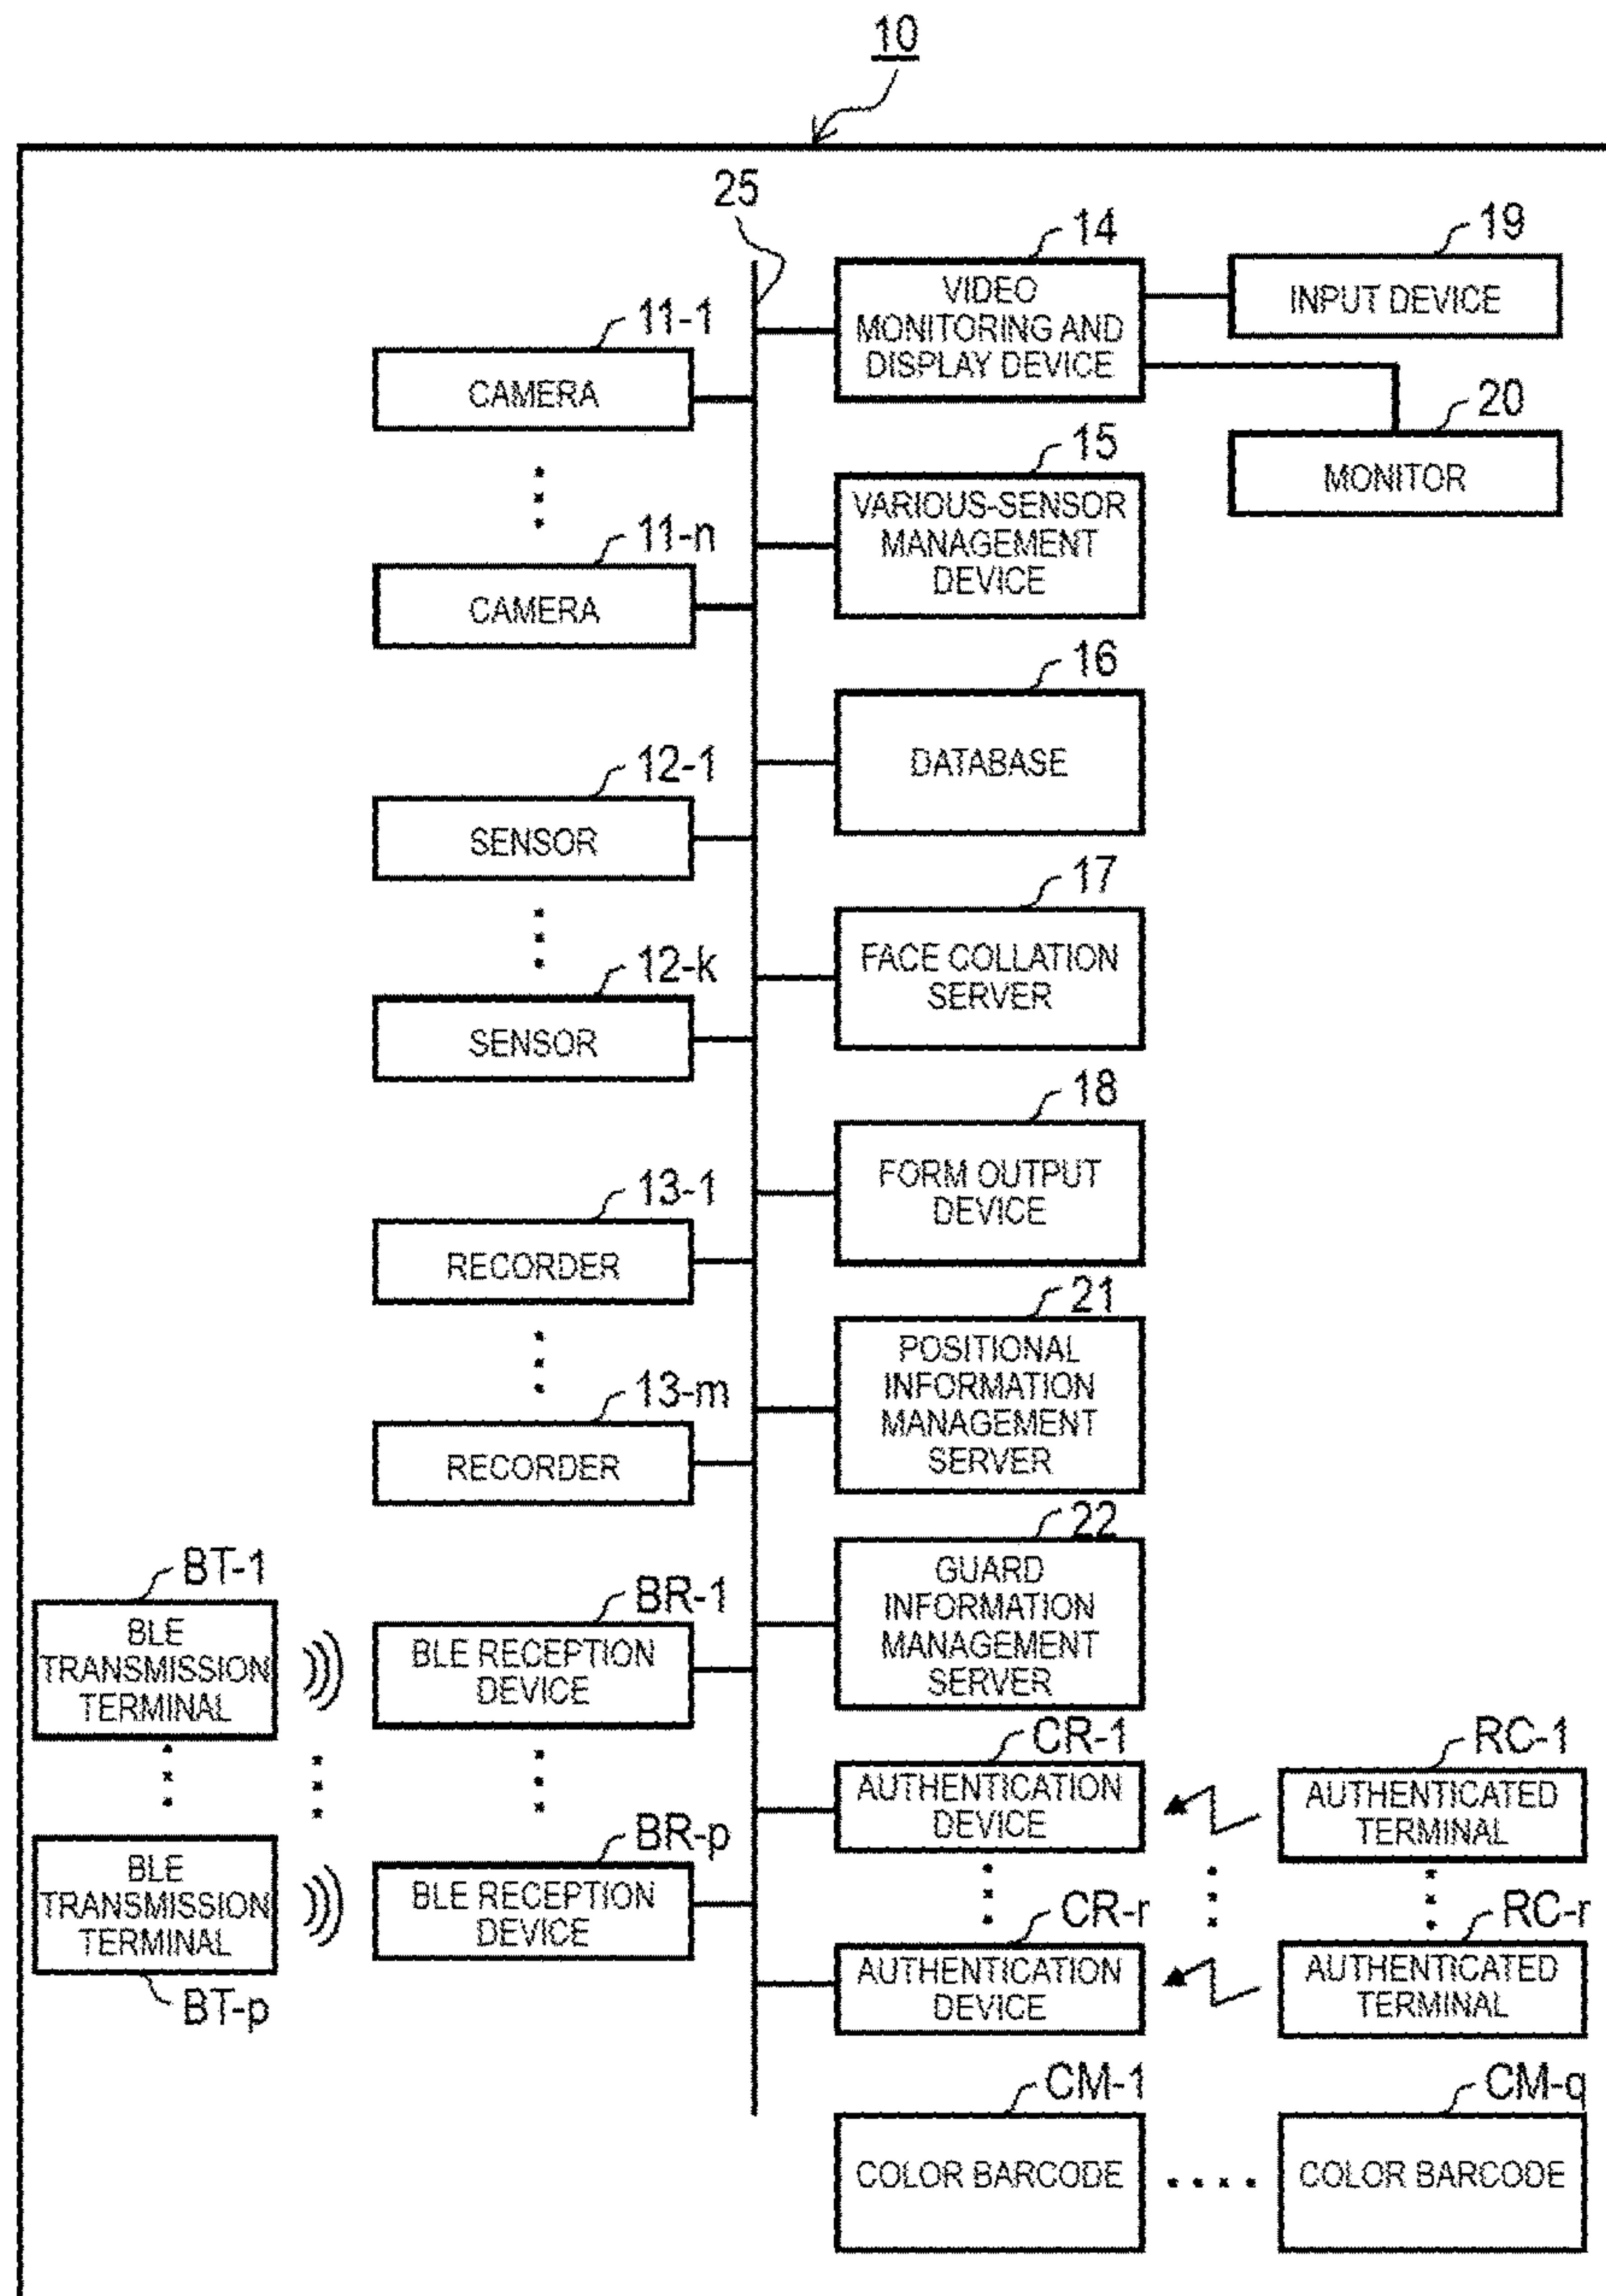 10
25
14
VIDEO
MONITORING AND
DISPLAY DEVICE
19
INPUT DEVICE
20
MONITOR
11-1
CAMERA
11-n
CAMERA
15
VARIOUS-SENSOR
MANAGEMENT
DEVICE
16
DATABASE
12-1
SENSOR
12-k
SENSOR
17
FACE COLLATION
SERVER
18
FORM OUTPUT
DEVICE
13-1
RECORDER
13-m
RECORDER
21
POSITIONAL
INFORMATION
MANAGEMENT
SERVER
22
GUARD
INFORMATION
MANAGEMENT
SERVER
BT-1
BLE
TRANSMISSION
TERMINAL
BR-1
BLE RECEPTION
DEVICE
BLE
TRANSMISSION
TERMINAL
BT-p
BR-p
BLE RECEPTION
DEVICE
CR-1
AUTHENTICATION
DEVICE
RC-1
AUTHENTICATED
TERMINAL
CR-r
AUTHENTICATION
DEVICE
RC-r
AUTHENTICATED
TERMINAL
CM-1
COLOR BARCODE
CM-q
COLOR BARCODE